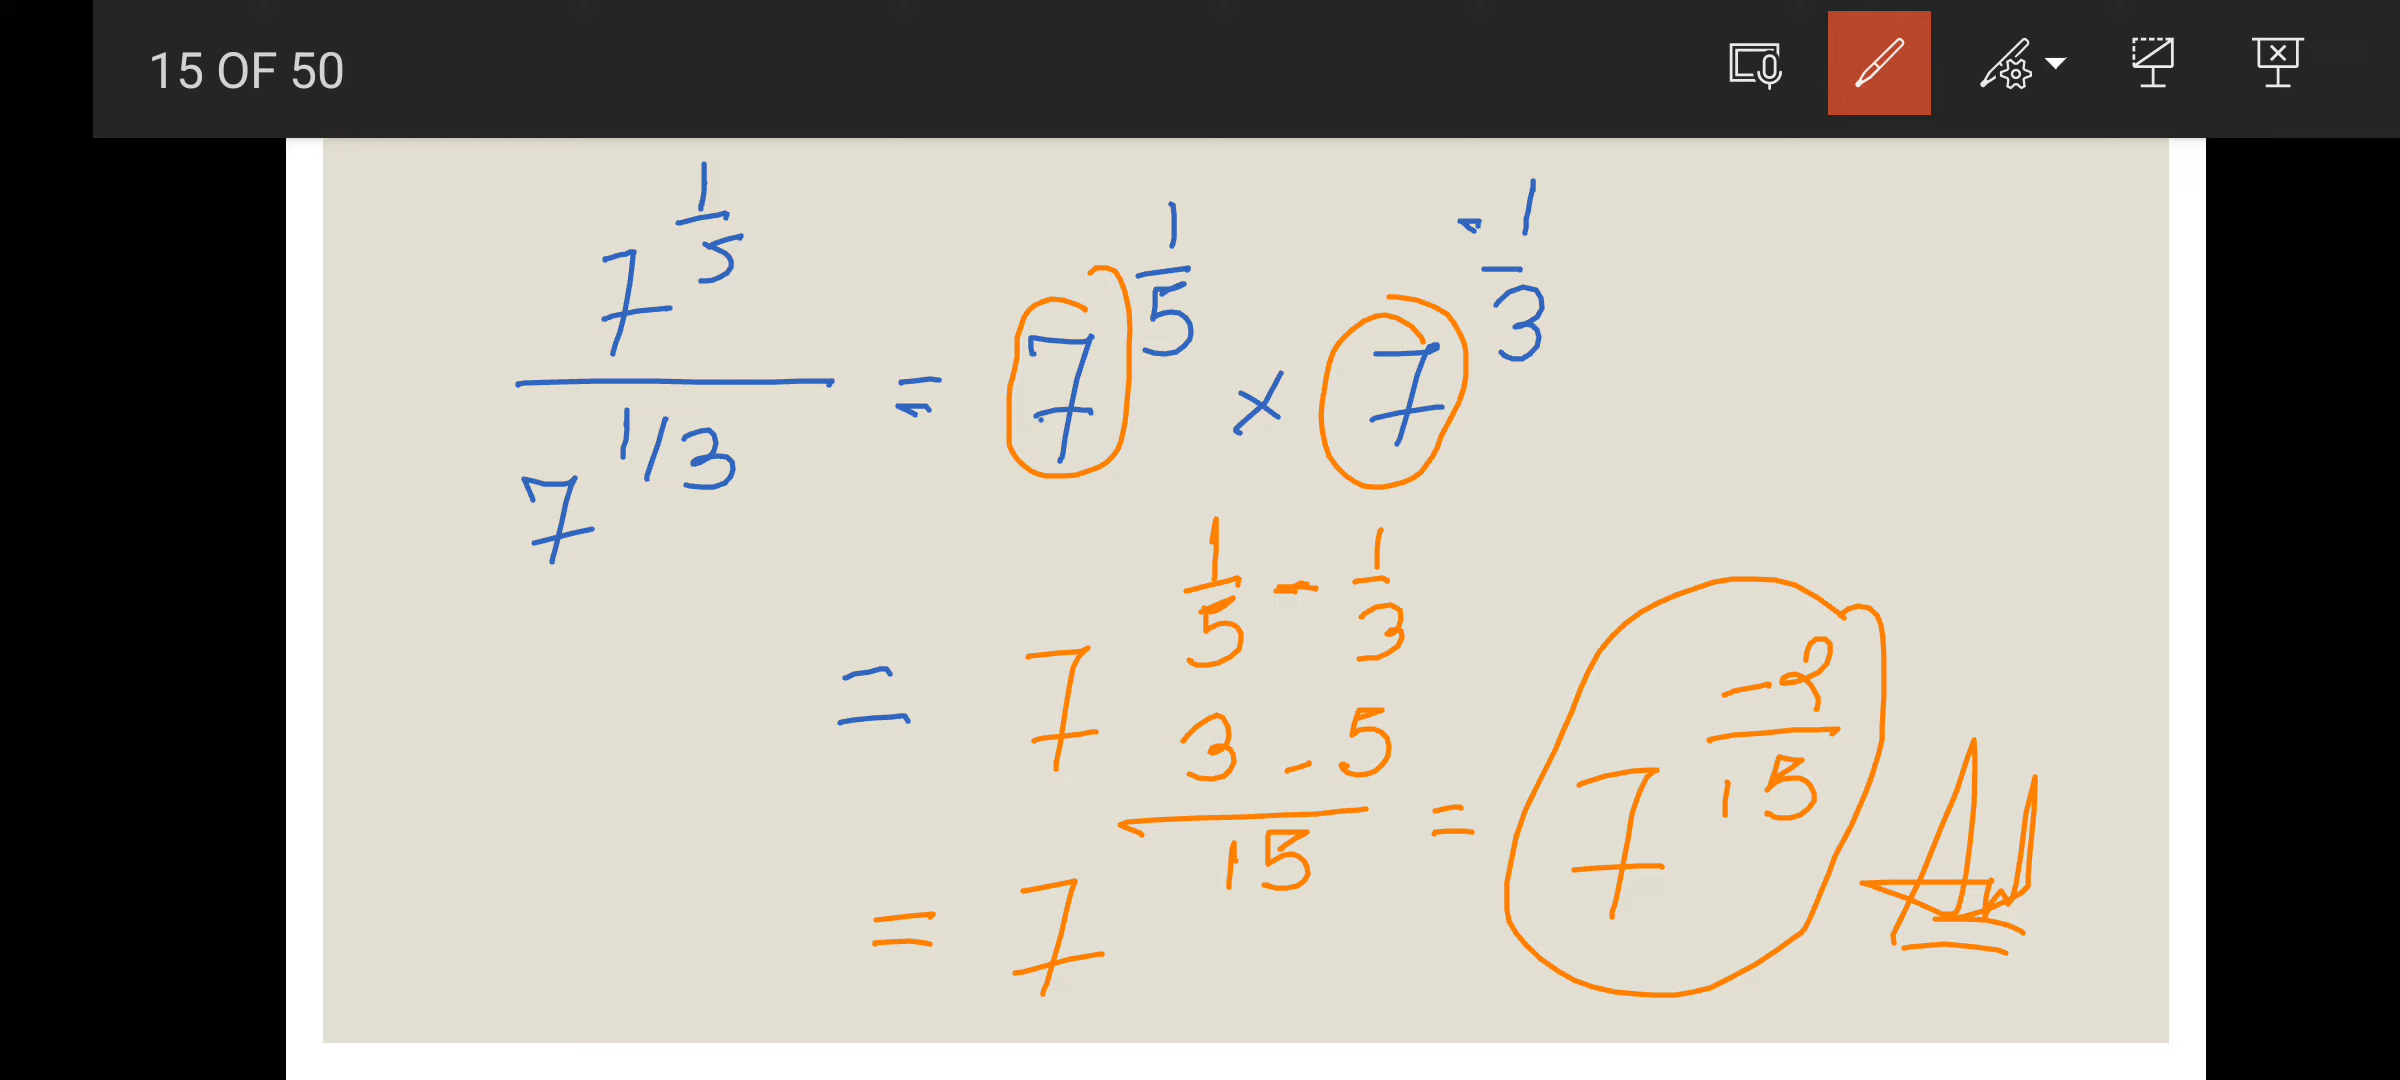 15 OF 50
7^(1/5) / 7^(1/3) = 7^(1/5) × 7^(-1/3)
= 7^(1/5 - 1/3)
= 7^((3-5)/15) = 7^(-2/15)